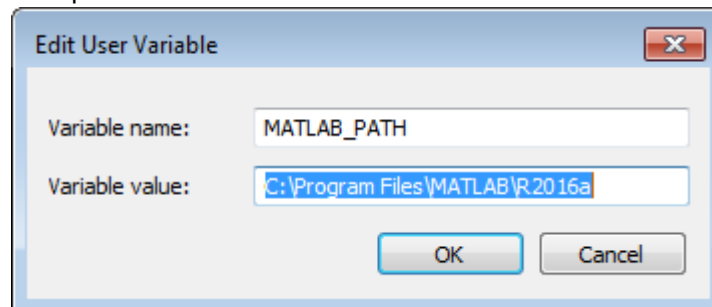 Edit User Variable
Variable name: MATLAB_PATH
Variable value: C:\Program Files\MATLAB\R2016a
OK Cancel